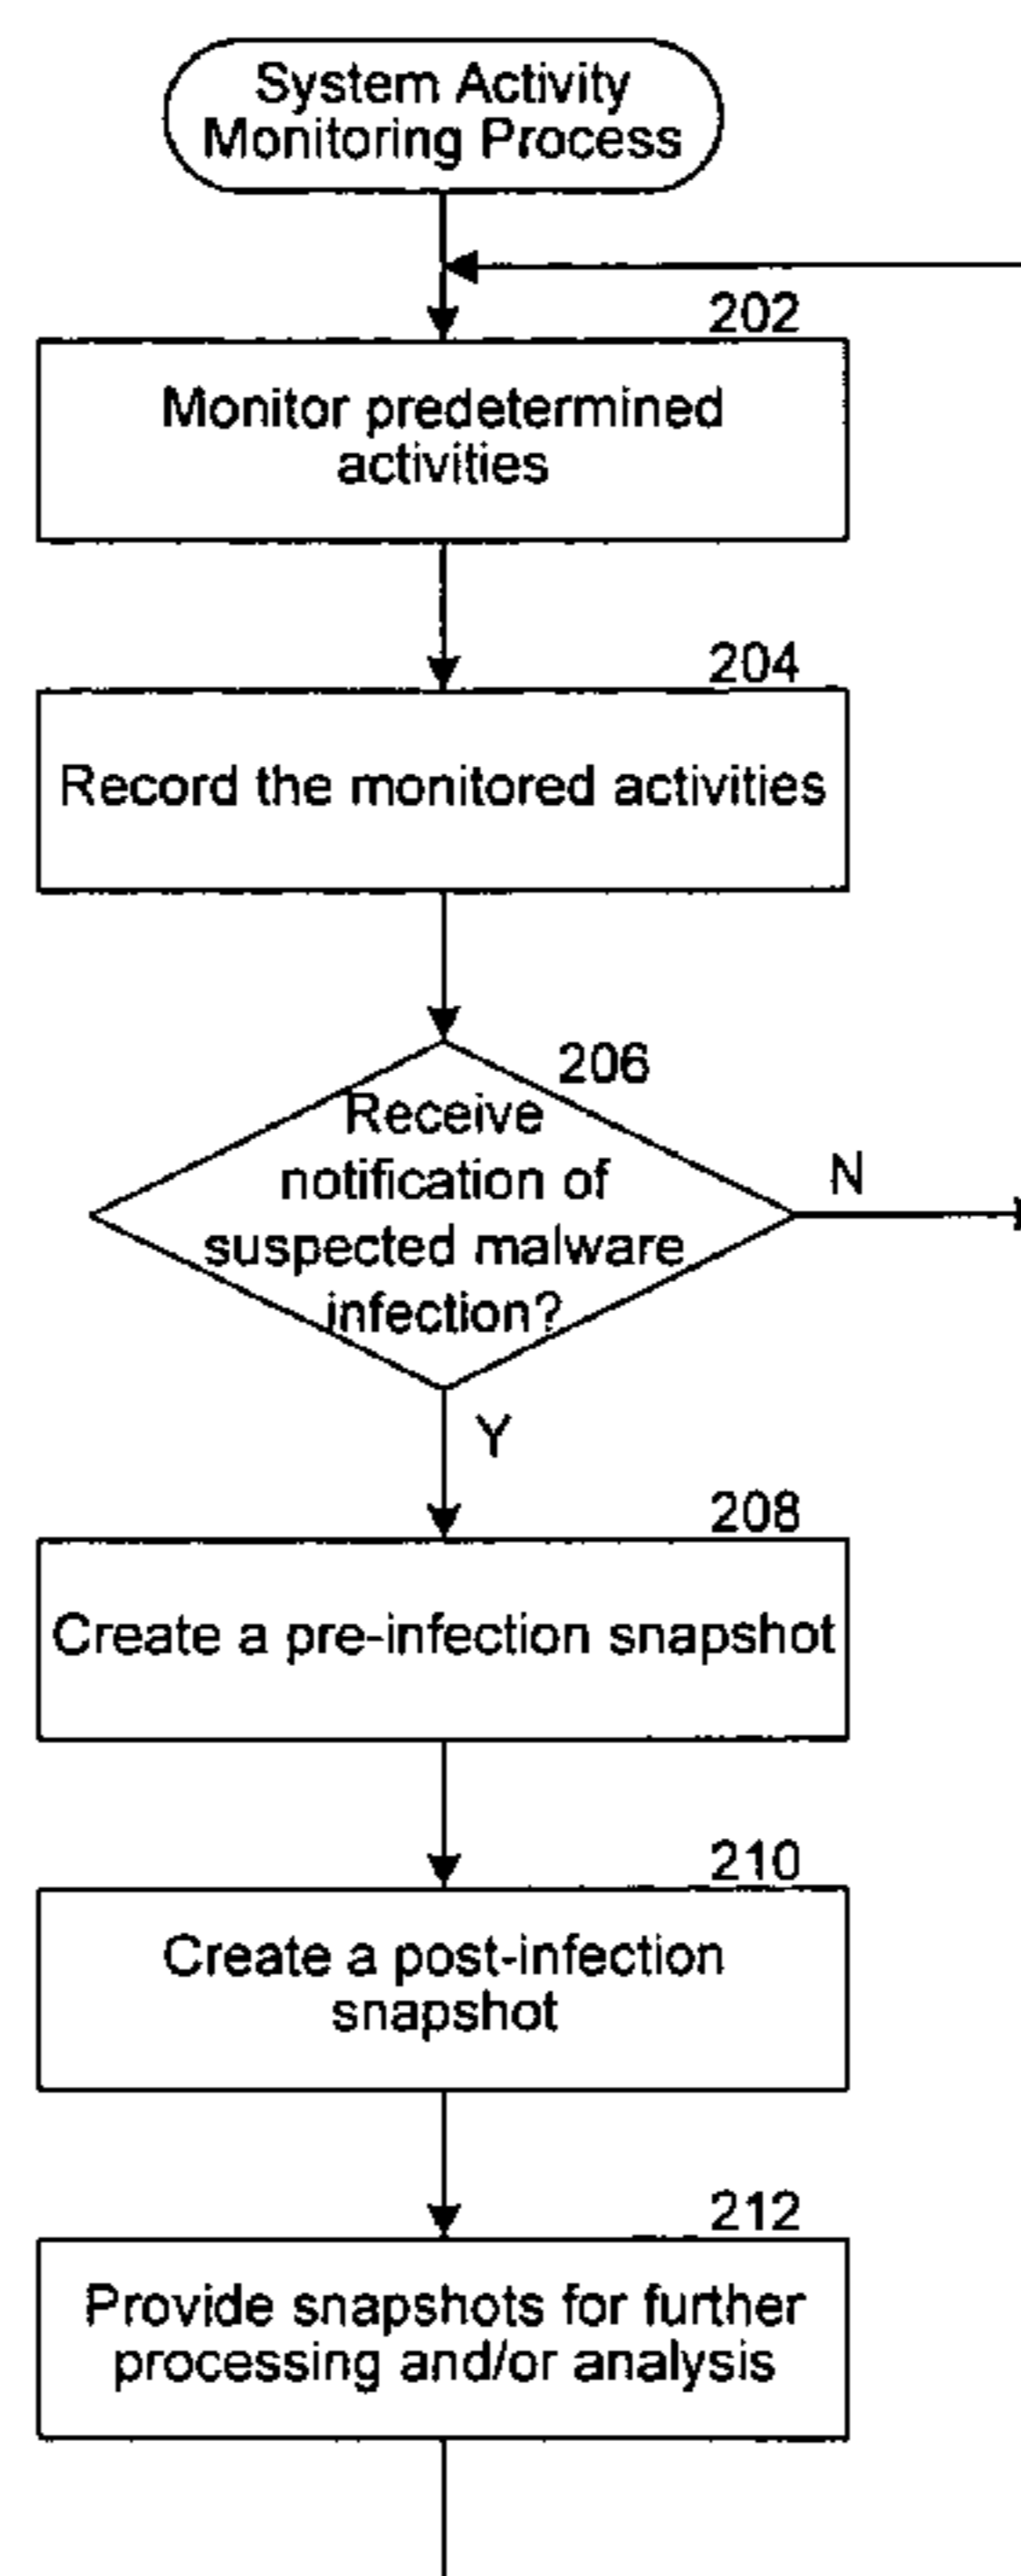 System Activity
Monitoring Process
202
Monitor predetermined
activities
204
Record the monitored activities
206
Receive
notification of
suspected malware
infection?
N
Y
208
Create a pre-infection snapshot
210
Create a post-infection
snapshot
212
Provide snapshots for further
processing and/or analysis